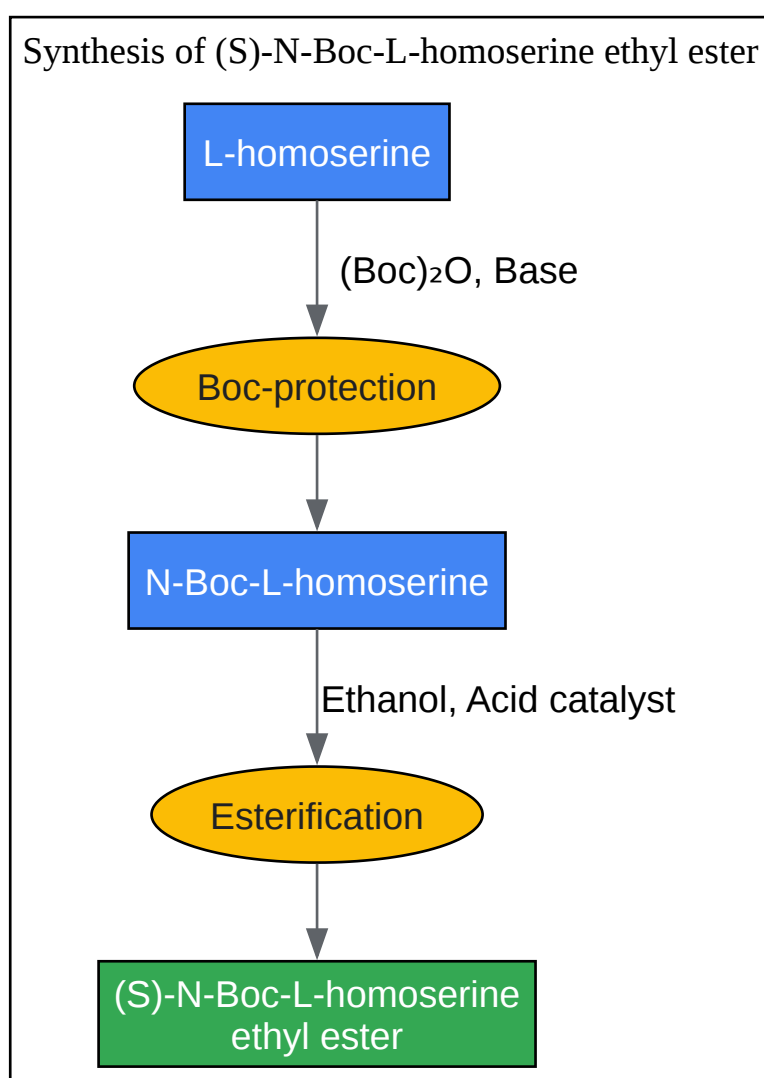 Synthesis of (S)-N-Boc-L-homoserine ethyl ester
L-homoserine
(Boc)₂O, Base
Boc-protection
N-Boc-L-homoserine
Ethanol, Acid catalyst
Esterification
(S)-N-Boc-L-homoserine
ethyl ester